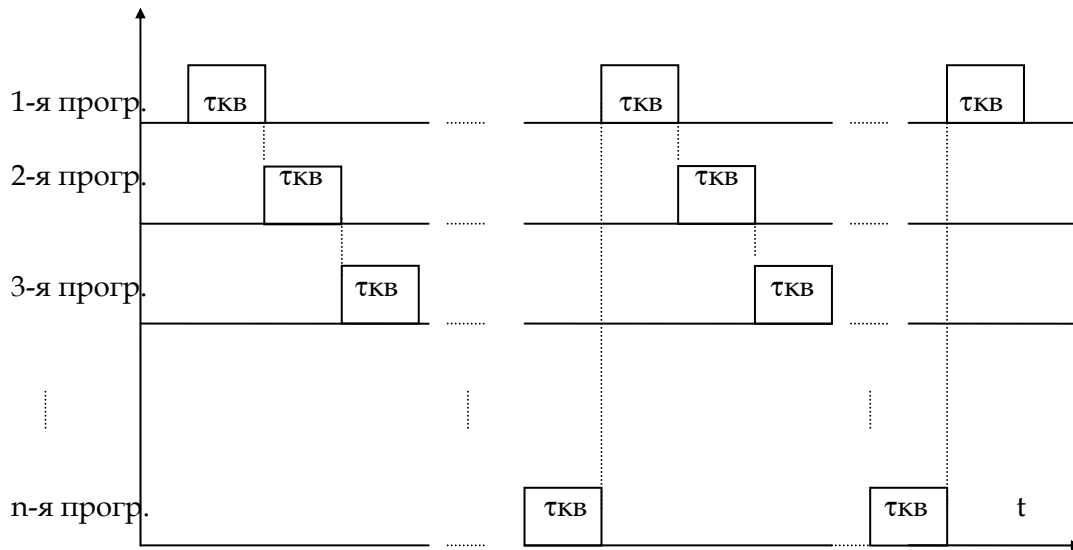 1-я прогр. τкв τкв τкв
2-я прогр. τкв τкв
3-я прогр. τкв τкв
n-я прогр. τкв τкв t